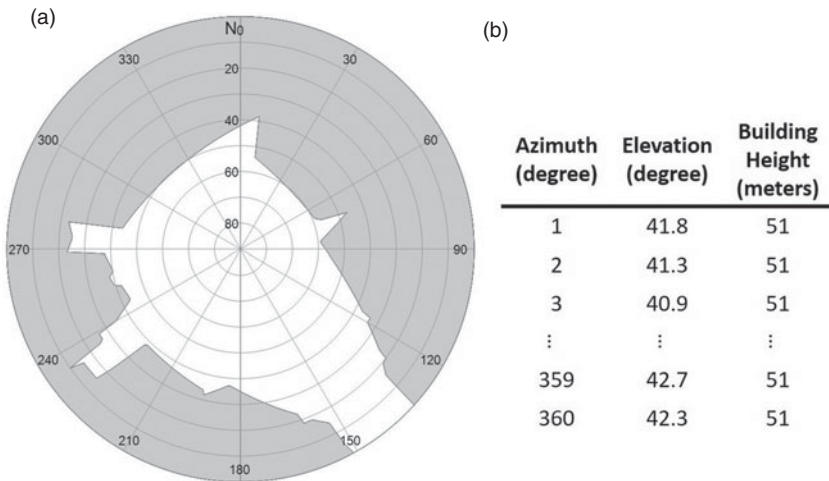 (a)
N0
330
30
20
40
300
60
60
80
270
90
240
120
210
150
180
(b)
Azimuth (degree) Elevation (degree) Building Height (meters)
1 41.8 51
2 41.3 51
3 40.9 51
⋮ ⋮ ⋮
359 42.7 51
360 42.3 51